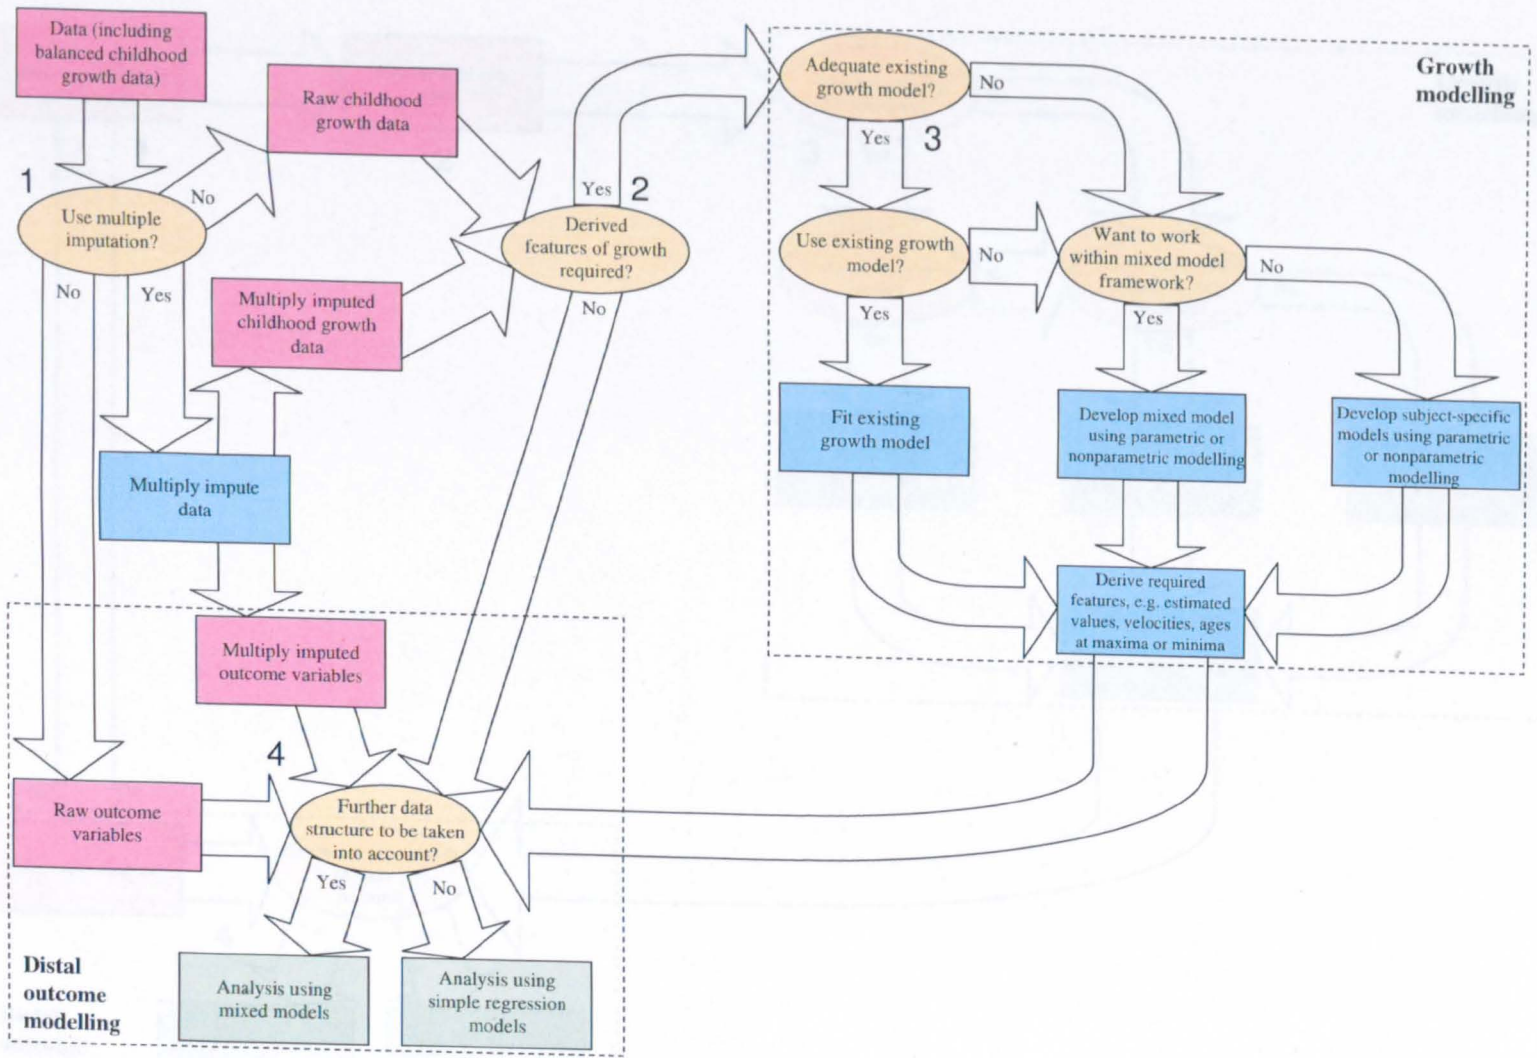 Data (including
balanced childhood
growth data)
Raw childhood
growth data
1
Use multiple
imputation?
No
No
Yes
Multiply imputed
childhood growth
data
Multiply impute
data
Yes
2
Derived
features of growth
required?
No
Growth
modelling
Adequate existing
growth model?
No
Yes
3
Use existing growth
model?
No
Yes
Want to work
within mixed model
framework?
No
Yes
Fit existing
growth model
Develop mixed model
using parametric or
nonparametric modelling
Develop subject-specific
models using parametric
or nonparametric
modelling
Derive required
features, e.g. estimated
values, velocities, ages
at maxima or minima
Multiply imputed
outcome variables
4
Raw outcome
variables
Further data
structure to be taken
into account?
Yes
No
Distal
outcome
modelling
Analysis using
mixed models
Analysis using
simple regression
models